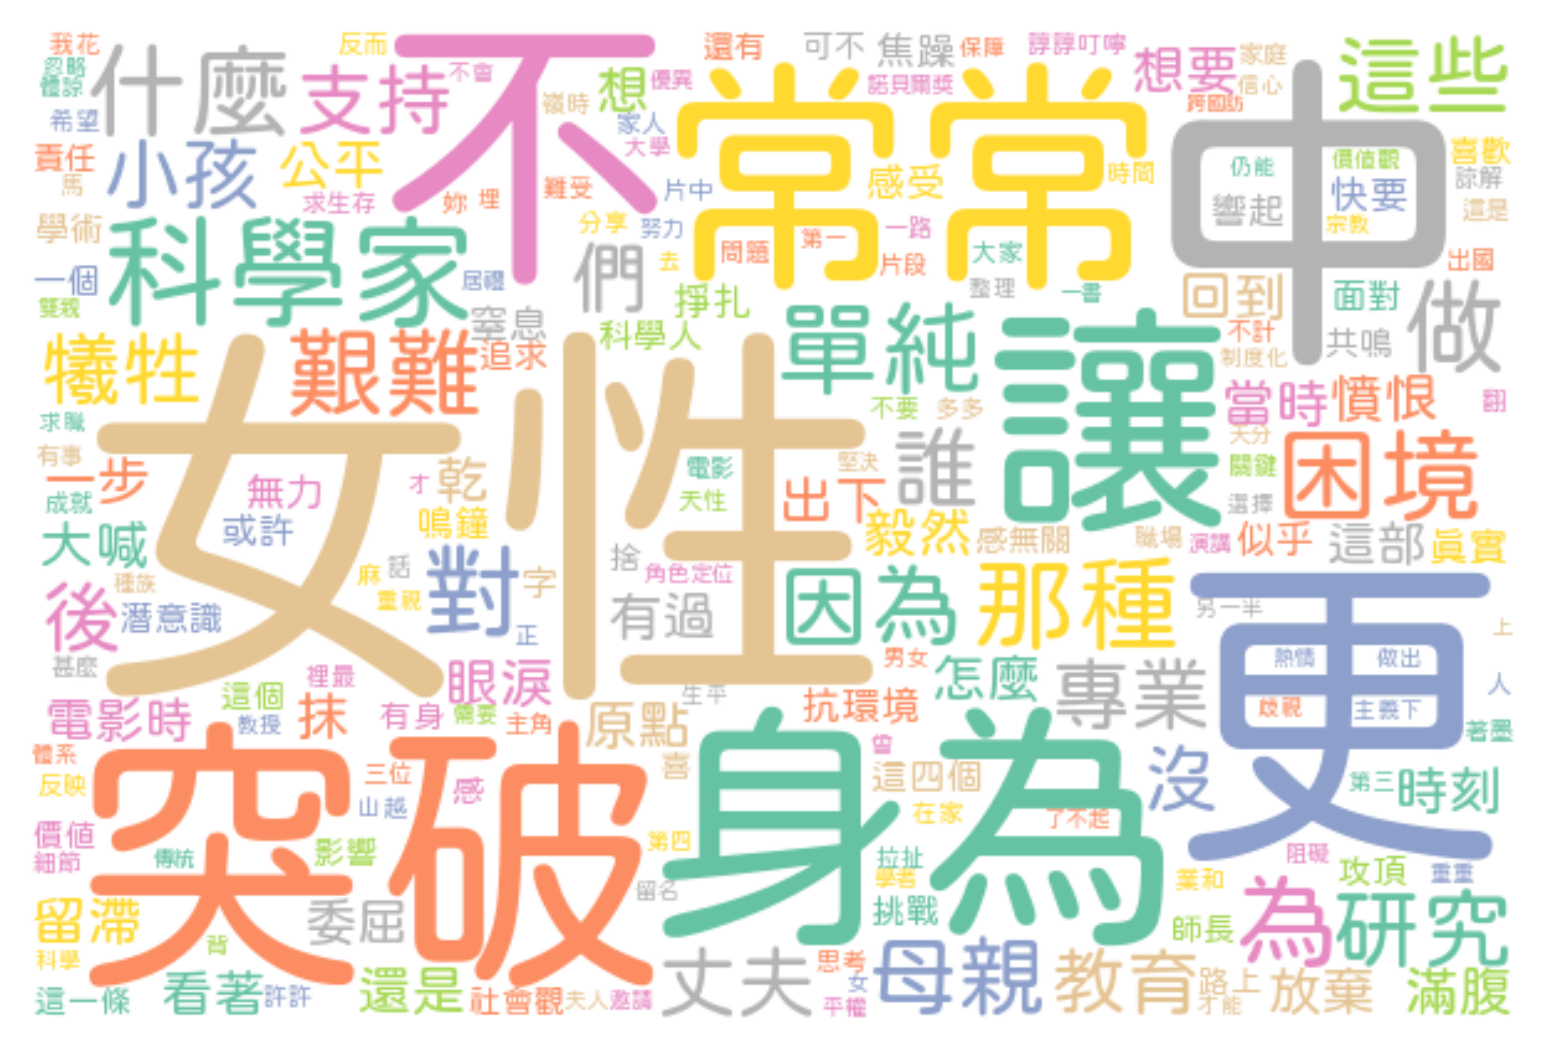 我花
忽略
體諒
希望
什麼
支持
反而
不會
不
嶺時
想
優異
家人
大學
還有
可不
焦躁
保障
諄諄叮嚀
諾貝爾獎
想要
家庭
信心
跨國訪
這些
責任
馬
小孩
公平
求生存
妳
埋
難受
片中
常常
感受
時間
中
仍能
價值觀
響起
快要
宗教
喜歡
諒解
這是
學術
一個
雙親
科學家
居禮
窒息
們
分享
努力
去
問題
第一
一路
片段
大家
整理
一書
掙扎
科學人
回到
面對
出國
不計
制度化
共鳴
做
犧牲
艱難
追求
單純
讓
不要
多多
當時
憤恨
翻
求職
有事
一步
成就
女性
無力
或許
才
乾
鳴鐘
電影
天性
堅決
出下
誰
毅然
感無關
職場
演講
天分
關鍵
選擇
困境
似乎
這部
真實
大喊
種族
後
潛意識
麻
話
重視
對
字
正
捨
角色定位
有過
因為
那種
另一半
更
熱情
做出
歧視
主義下
上
人
著墨
甚麼
電影時
這個
教授
裡最
抹
眼淚
有身
需要
主角
原點
生平
男女
抗環境
怎麼
專業
體系
反映
價值
細節
突破
三位
山越
感
喜
身為
曾
這四個
在家
了不起
沒
第三
時刻
傳統
影響
第四
留名
拉扯
學者
挑戰
阻礙
攻頂
重重
業和
師長
為
研究
留滯
科學
這一條
背
看著
許許
委屈
還是
社會觀
夫人
邀請
丈夫
思考
女
平權
母親
教育
路上
才能
放棄
滿腹